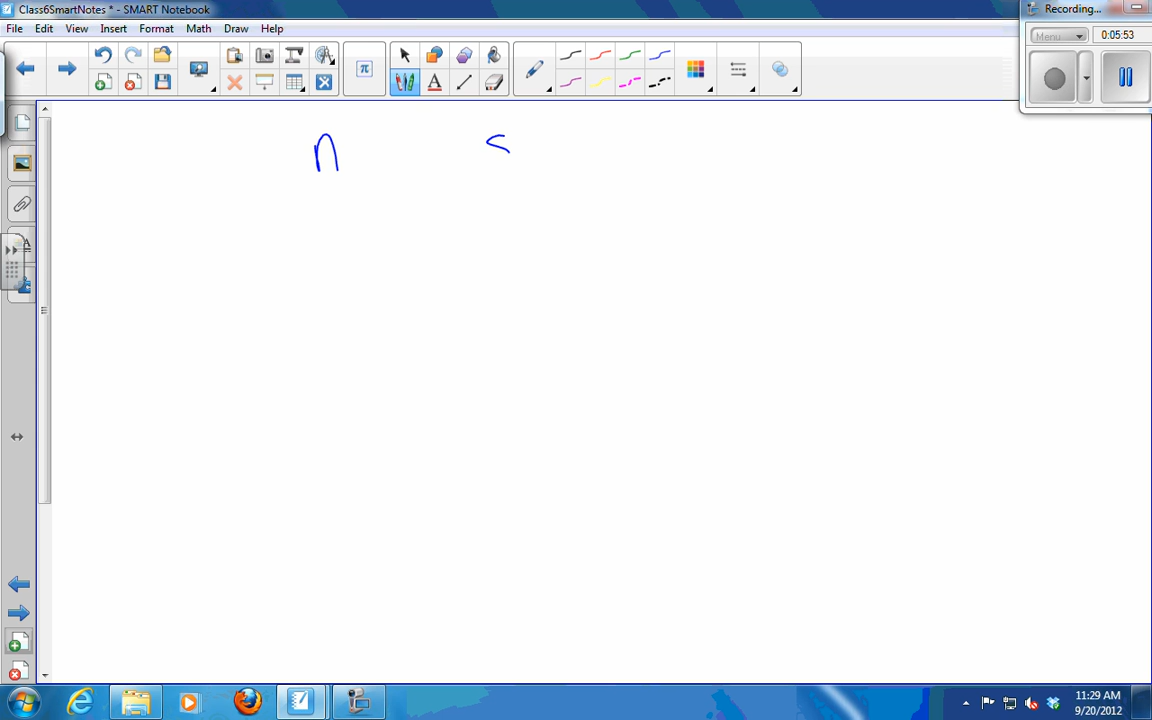 Class6SmartNotes * - SMART Notebook
Recording...
File Edit View Insert Format Math Draw Help
Menu 0:05:53
π
A
n
11:29 AM
9/20/2012